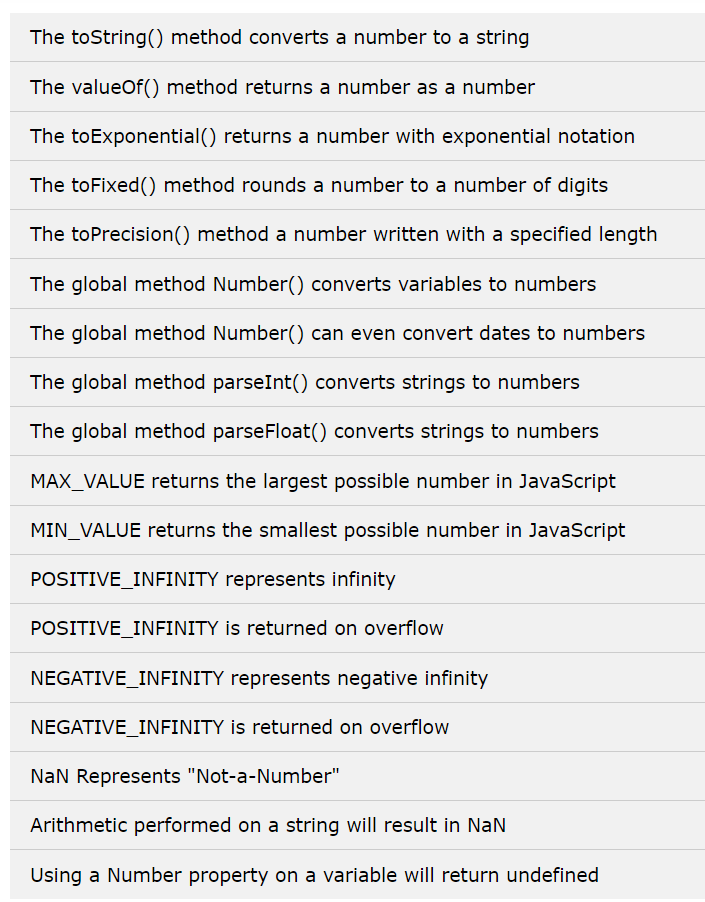 The toString() method converts a number to a string
The valueOf() method returns a number as a number
The toExponential() returns a number with exponential notation
The toFixed() method rounds a number to a number of digits
The toPrecision() method a number written with a specified length
The global method Number() converts variables to numbers
The global method Number() can even convert dates to numbers
The global method parseInt() converts strings to numbers
The global method parseFloat() converts strings to numbers
MAX_VALUE returns the largest possible number in JavaScript
MIN_VALUE returns the smallest possible number in JavaScript
POSITIVE_INFINITY represents infinity
POSITIVE_INFINITY is returned on overflow
NEGATIVE_INFINITY represents negative infinity
NEGATIVE_INFINITY is returned on overflow
NaN Represents "Not-a-Number"
Arithmetic performed on a string will result in NaN
Using a Number property on a variable will return undefined